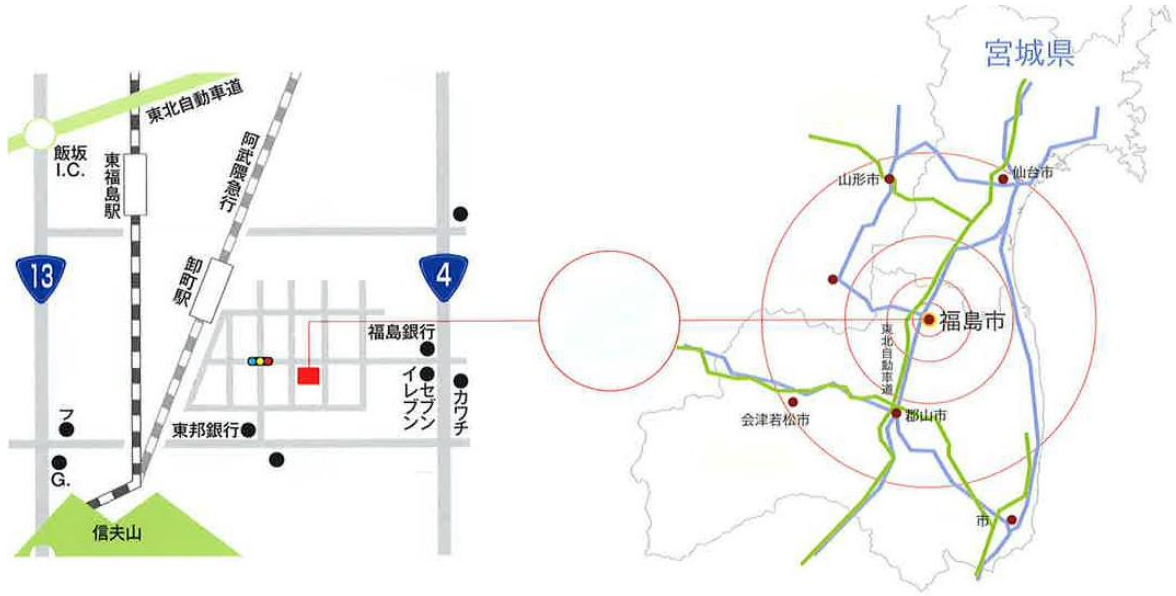 東北自動車道
飯坂
I.C.
東福島駅
阿武隈急行
卸町駅
13
4
福島銀行
セブン
イレブン
カワチ
東邦銀行
フ
G.
信夫山
宮城県
山形市
仙台市
福島市
東北自動車道
会津若松市
郡山市
市